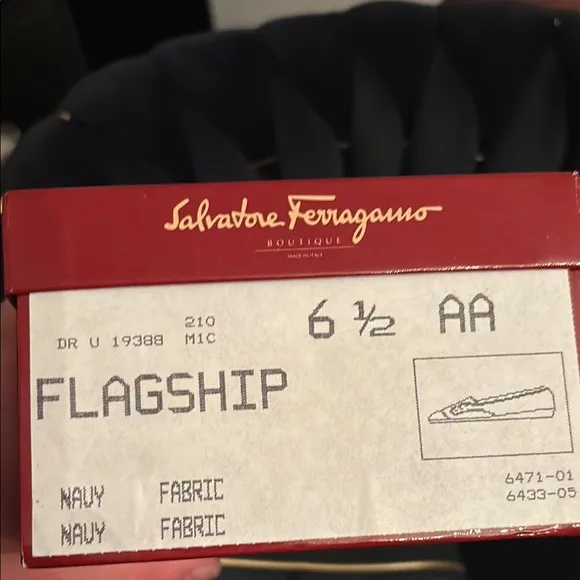 Salvatore Ferragamo
BOUTIQUE
MADE IN ITALY
210
DR U 19388 M1C
6 ½ AA
FLAGSHIP
6471-01
6433-05
NAVY FABRIC
NAVY FABRIC